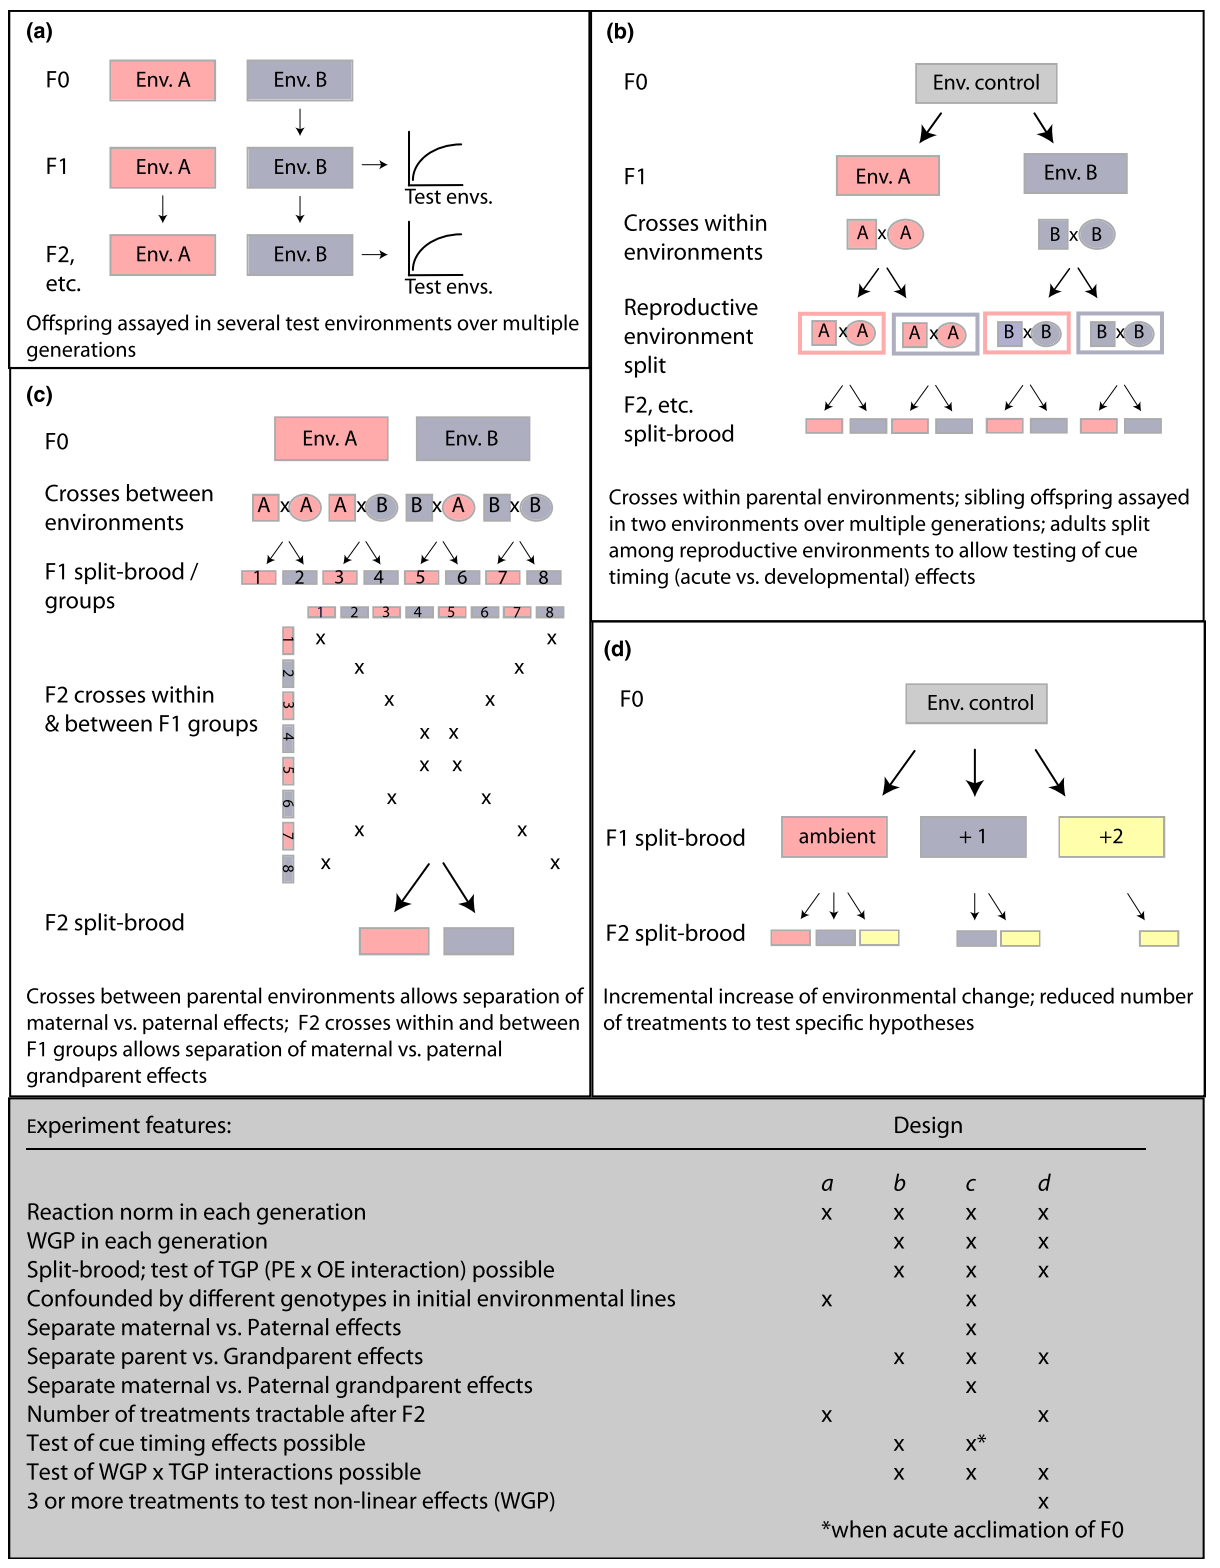 (a)
F0
Env. A
Env. B
F1
Env. A
Env. B
Test envs.
F2,
etc.
Env. A
Env. B
Test envs.
Offspring assayed in several test environments over multiple
generations
(b)
F0
Env. control
F1
Env. A
Env. B
Crosses within
environments
A x A
B x B
Reproductive
environment
split
A x A
A x A
B x B
B x B
F2, etc.
split-brood
Crosses within parental environments; sibling offspring assayed
in two environments over multiple generations; adults split
among reproductive environments to allow testing of cue
timing (acute vs. developmental) effects
(c)
F0
Env. A
Env. B
Crosses between
environments
A x A
A x B
B x A
B x B
F1 split-brood /
groups
1 2 3 4 5 6 7 8
1 2 3 4 5 6 7 8
F2 crosses within
& between F1 groups
1 x x
2 x x
3 x x
4 x x
5 x x
6 x x
7 x x
8 x x
F2 split-brood
Crosses between parental environments allows separation of
maternal vs. paternal effects; F2 crosses within and between
F1 groups allows separation of maternal vs. paternal
grandparent effects
(d)
F0
Env. control
F1 split-brood
ambient
+ 1
+2
F2 split-brood
Incremental increase of environmental change; reduced number
of treatments to test specific hypotheses
Experiment features: Design
a b c d
Reaction norm in each generation x x x x
WGP in each generation x x x
Split-brood; test of TGP (PE x OE interaction) possible x x x
Confounded by different genotypes in initial environmental lines x x
Separate maternal vs. Paternal effects x
Separate parent vs. Grandparent effects x x x
Separate maternal vs. Paternal grandparent effects x
Number of treatments tractable after F2 x x
Test of cue timing effects possible x x*
Test of WGP x TGP interactions possible x x x
3 or more treatments to test non-linear effects (WGP) x
*when acute acclimation of F0